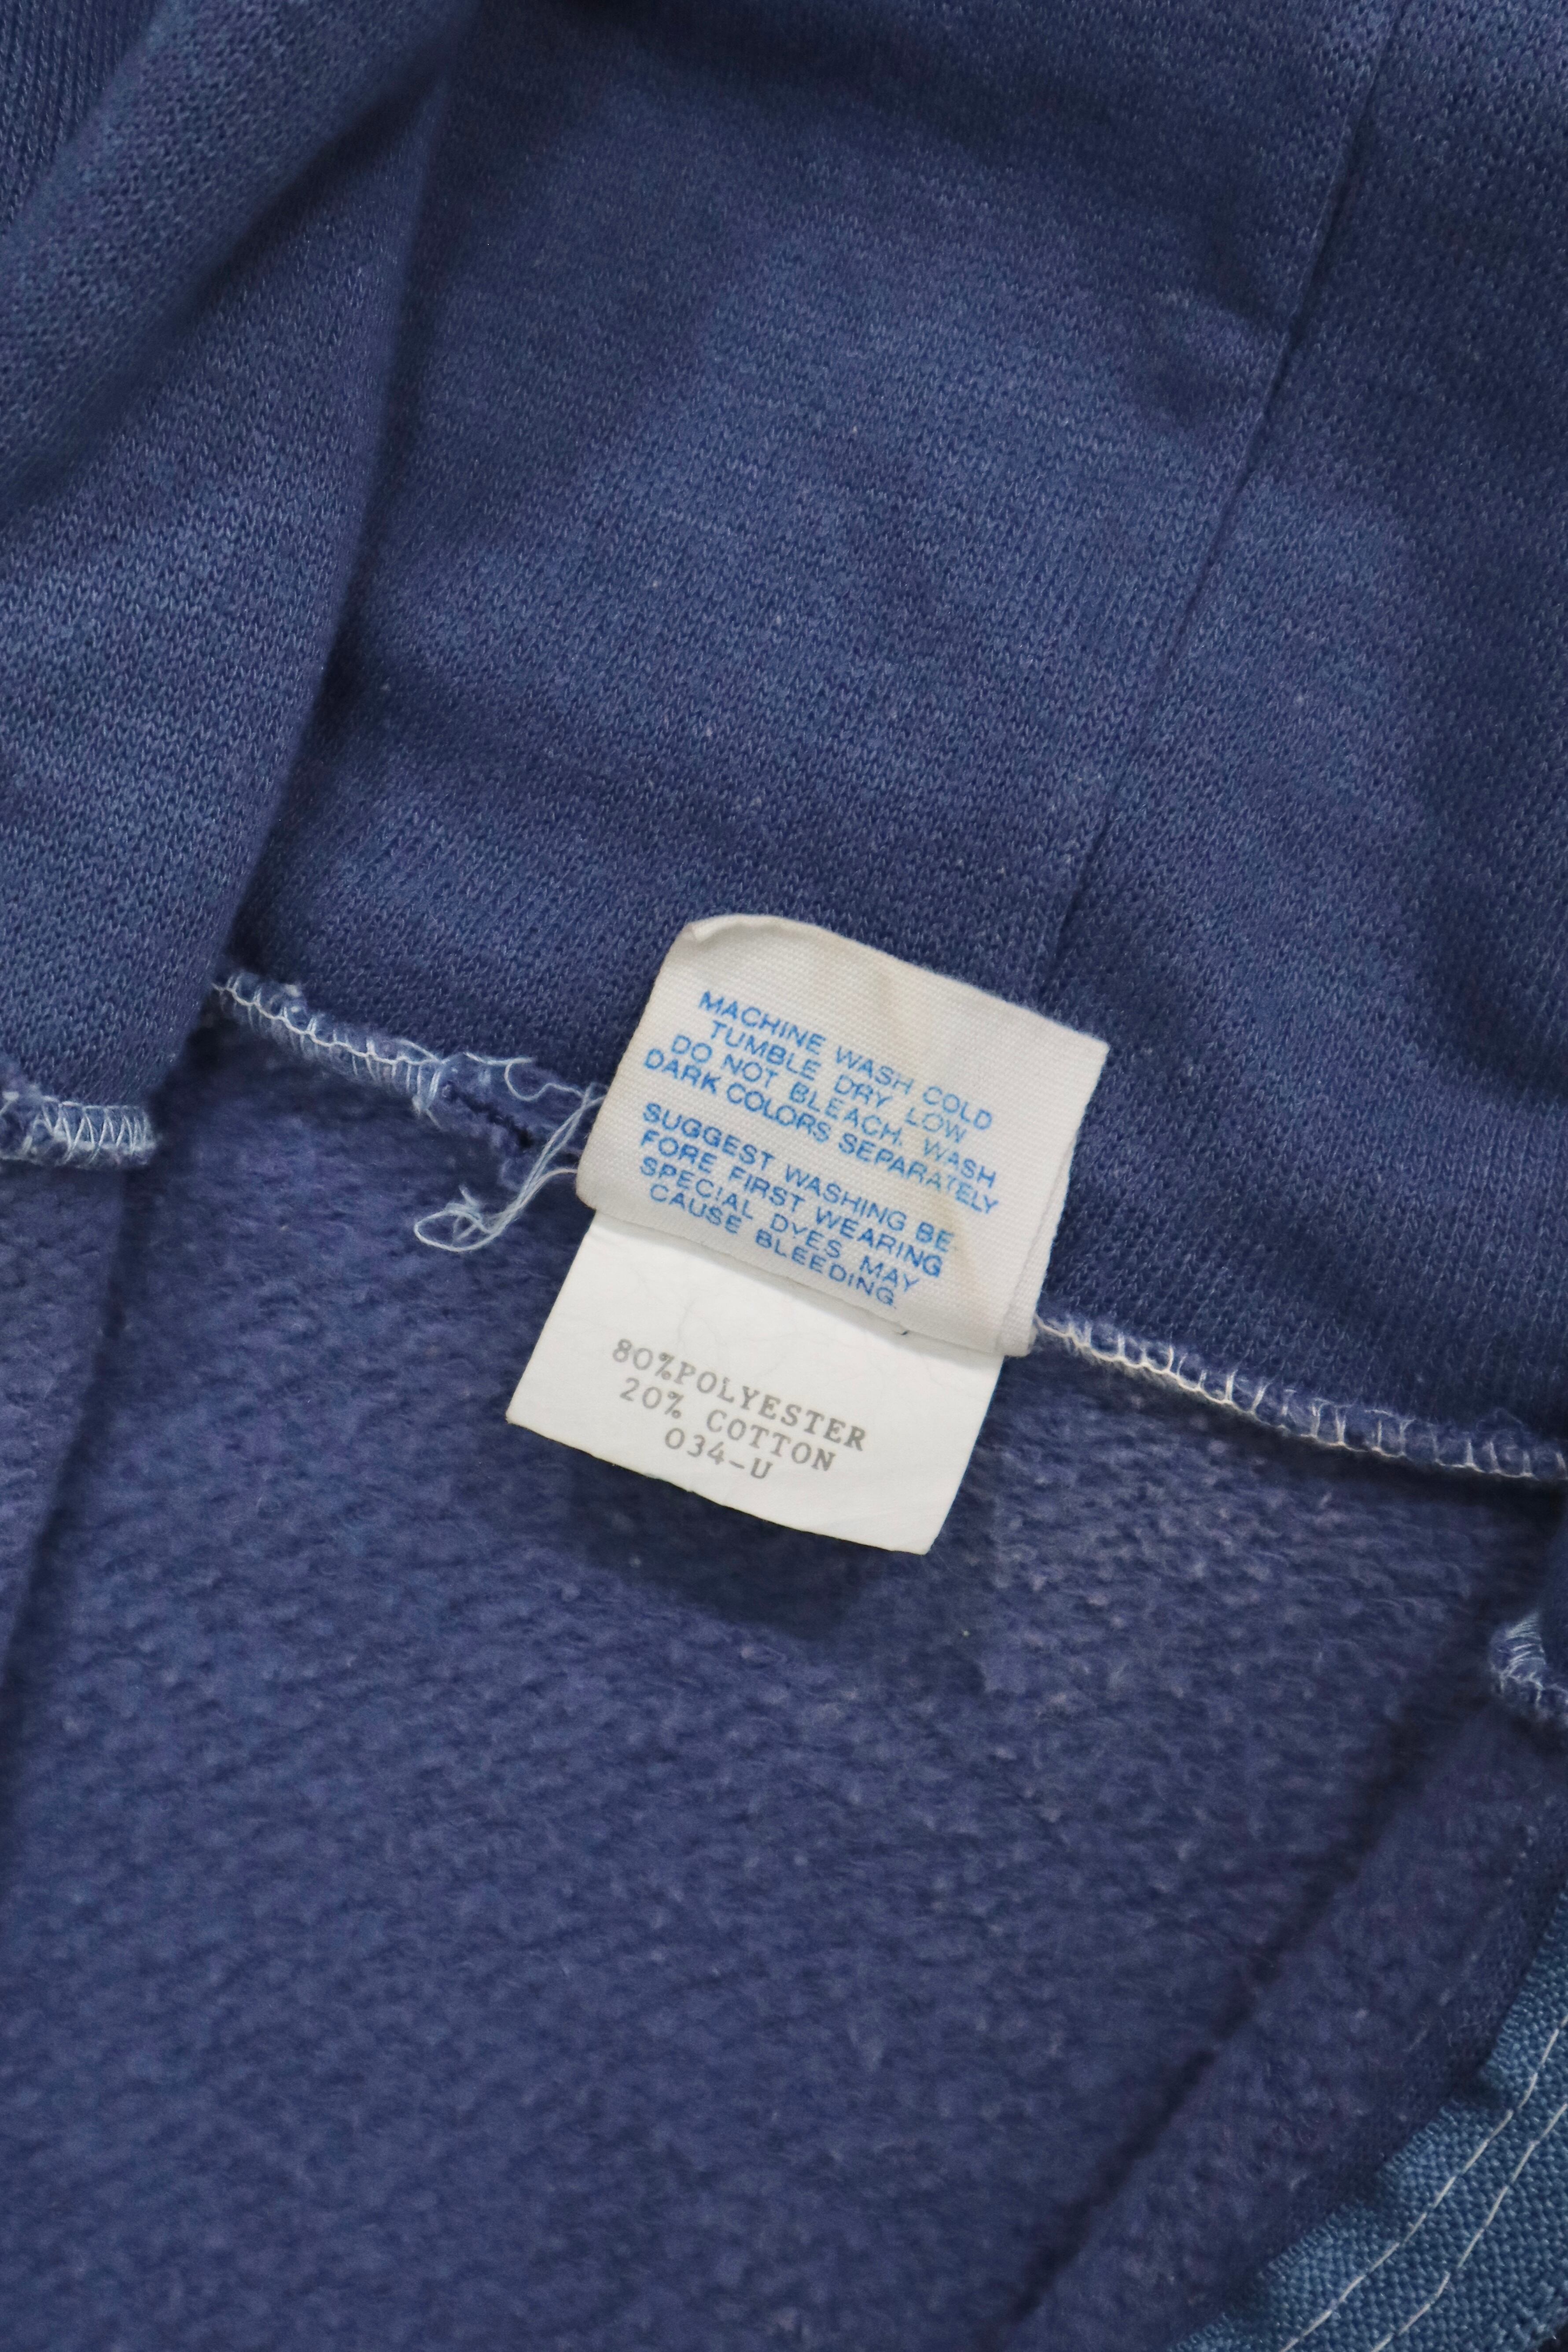 MACHINE WASH COLD
TUMBLE DRY LOW
DO NOT BLEACH. WASH
DARK COLORS SEPARATELY
SUGGEST WASHING BE-
FORE FIRST WEARING
SPECIAL DYES MAY
CAUSE BLEEDING.
80%POLYESTER
20% COTTON
034-U